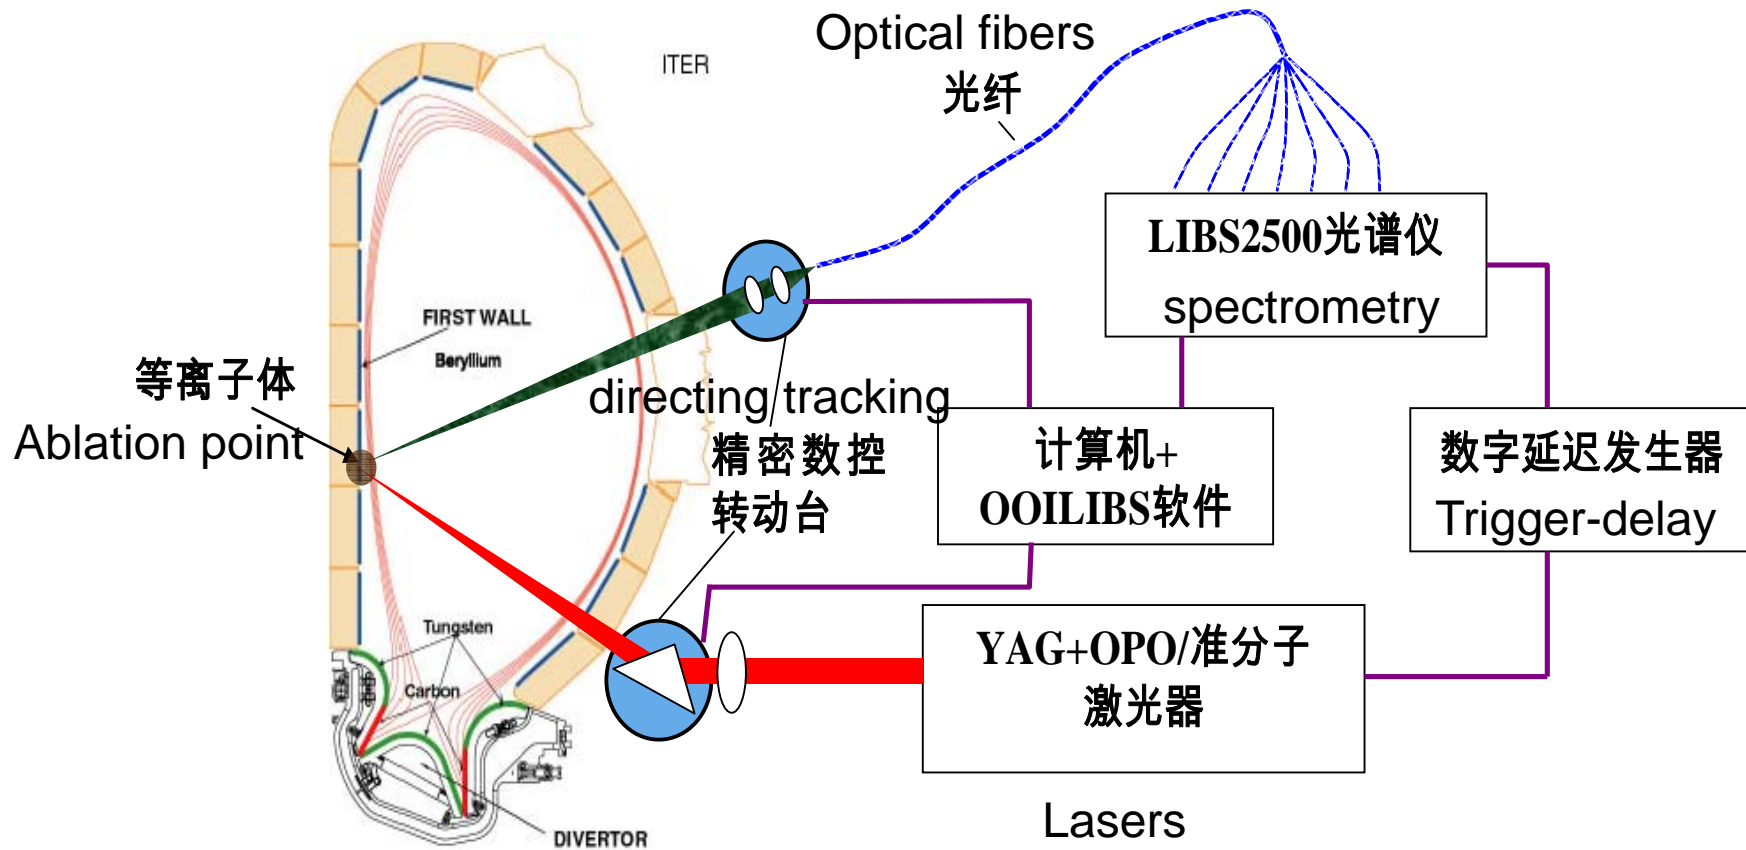 Optical fibers
光纤
ITER
LIBS2500光谱仪
spectrometry
FIRST WALL
Beryllium
等离子体
Ablation point
directing tracking
精密数控
转动台
计算机+
OOILIBS软件
数字延迟发生器
Trigger-delay
Tungsten
Carbon
YAG+OPO/准分子
激光器
DIVERTOR
Lasers